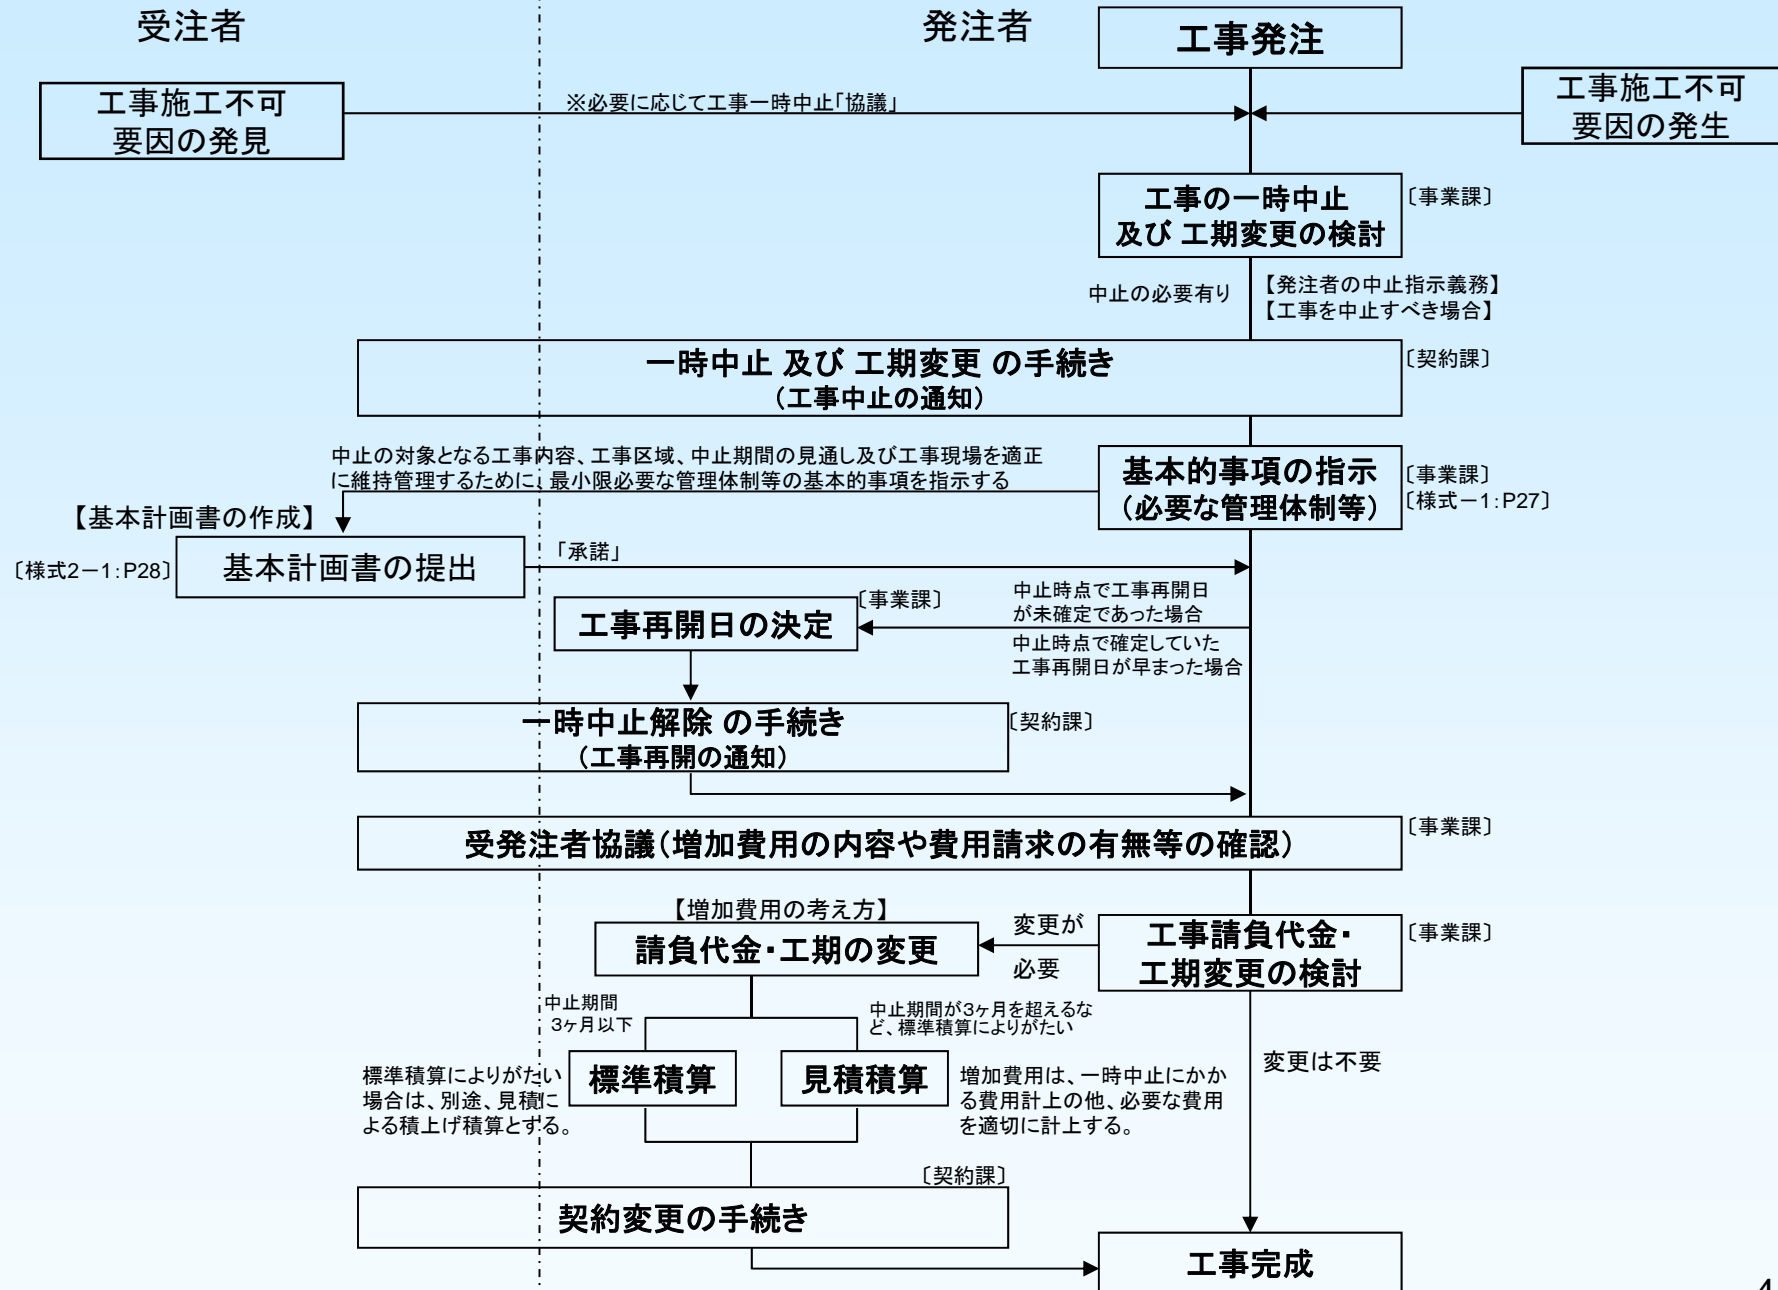 受注者
発注者
工事発注
工事施工不可
要因の発見
※必要に応じて工事一時中止「協議」
工事施工不可
要因の発生
工事の一時中止
及び 工期変更の検討
〔事業課〕
中止の必要有り
【発注者の中止指示義務】
【工事を中止すべき場合】
一時中止 及び 工期変更 の手続き
(工事中止の通知)
〔契約課〕
中止の対象となる工事内容、工事区域、中止期間の見通し及び工事現場を適正
に維持管理するために、最小限必要な管理体制等の基本的事項を指示する
基本的事項の指示
(必要な管理体制等)
〔事業課〕
〔様式－1：P27〕
【基本計画書の作成】
〔様式2－1：P28〕
基本計画書の提出
「承諾」
工事再開日の決定
〔事業課〕
中止時点で工事再開日
が未確定であった場合
中止時点で確定していた
工事再開日が早まった場合
一時中止解除 の手続き
(工事再開の通知)
〔契約課〕
受発注者協議(増加費用の内容や費用請求の有無等の確認)
〔事業課〕
【増加費用の考え方】
請負代金・工期の変更
変更が
必要
工事請負代金・
工期変更の検討
〔事業課〕
中止期間
3ヶ月以下
中止期間が3ヶ月を超えるな
ど、標準積算によりがたい
標準積算によりがたい
場合は、別途、見積に
よる積上げ積算とする。
標準積算
見積積算
増加費用は、一時中止にかか
る費用計上の他、必要な費用
を適切に計上する。
変更は不要
〔契約課〕
契約変更の手続き
工事完成
4